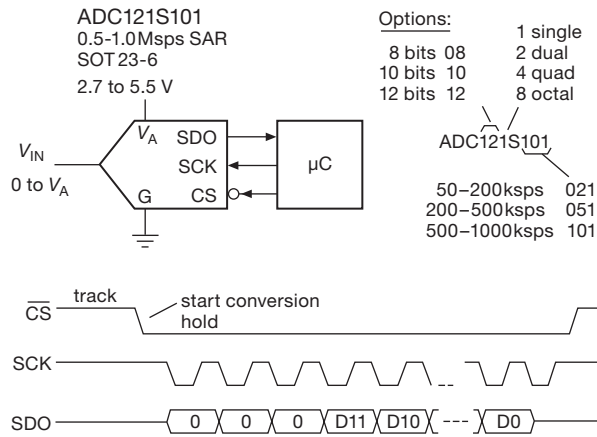 ADC121S101
0.5-1.0Msps SAR
SOT23-6
2.7 to 5.5 V
VA
SDO
VIN
SCK
μC
0 to VA
G
CS
Options:
1 single
8 bits 08
2 dual
10 bits 10
4 quad
12 bits 12
8 octal
ADC121S101
50–200ksps 021
200–500ksps 051
500–1000ksps 101
CS
track
start conversion
hold
SCK
--
SDO
0 0 0 D11 D10 --- D0